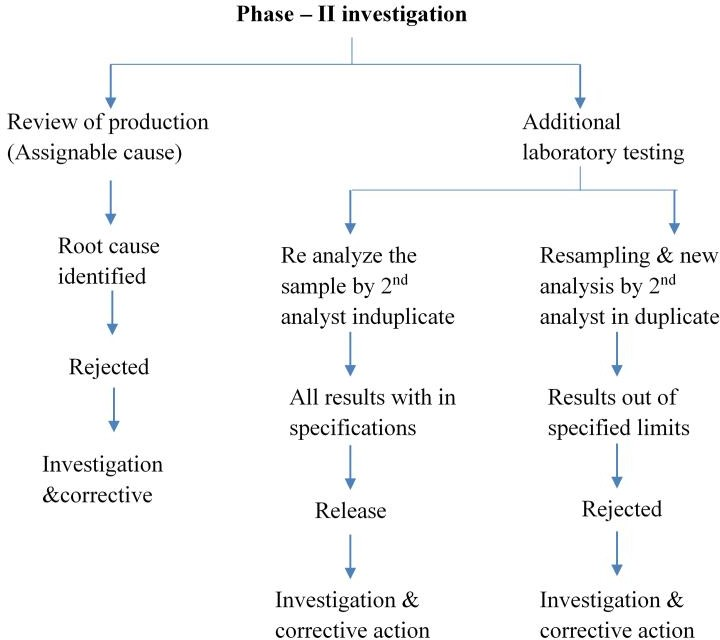 Phase – II investigation
Review of production
(Assignable cause)
Additional
laboratory testing
Root cause
identified
Re analyze the
sample by 2nd
analyst induplicate
Resampling & new
analysis by 2nd
analyst in duplicate
Rejected
All results with in
specifications
Results out of
specified limits
Investigation
&corrective
Release
Rejected
Investigation &
corrective action
Investigation &
corrective action